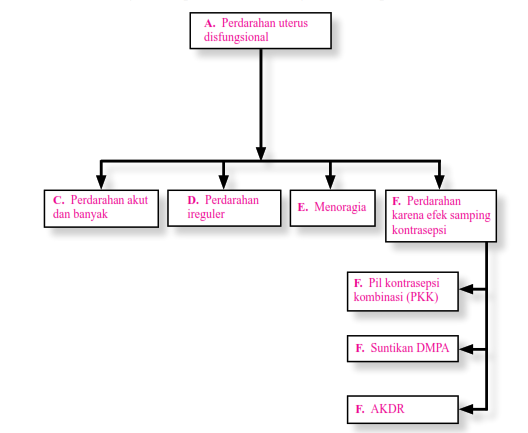 A. Perdarahan uterus
disfungsional
C. Perdarahan akut
dan banyak
D. Perdarahan
ireguler
E. Menoragia
F. Perdarahan
karena efek samping
kontrasepsi
F. Pil kontrasepsi
kombinasi (PKK)
F. Suntikan DMPA
F. AKDR